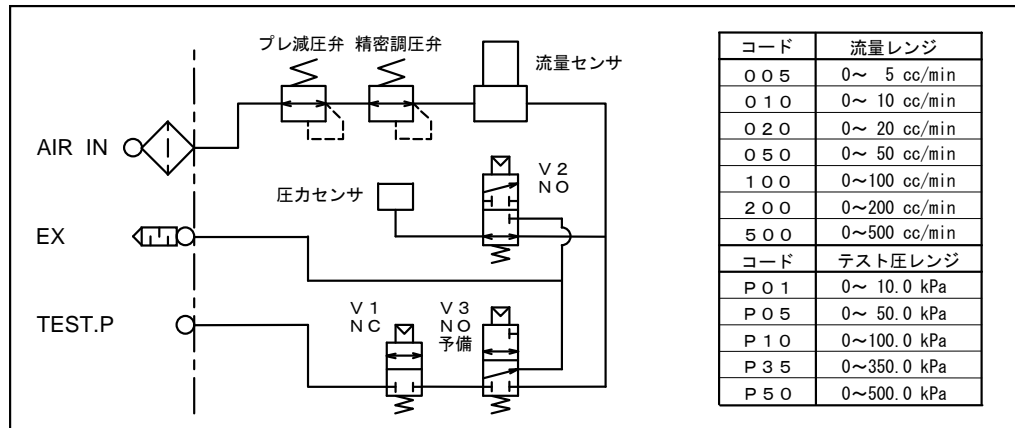 プレ減圧弁 精密調圧弁
流量センサ
AIR IN
圧力センサ
V2
NO
EX
TEST.P
V1
NC
V3
NO
予備
コード 流量レンジ
005 0~ 5 cc/min
010 0~ 10 cc/min
020 0~ 20 cc/min
050 0~ 50 cc/min
100 0~100 cc/min
200 0~200 cc/min
500 0~500 cc/min
コード テスト圧レンジ
P01 0~ 10.0 kPa
P05 0~ 50.0 kPa
P10 0~100.0 kPa
P35 0~350.0 kPa
P50 0~500.0 kPa